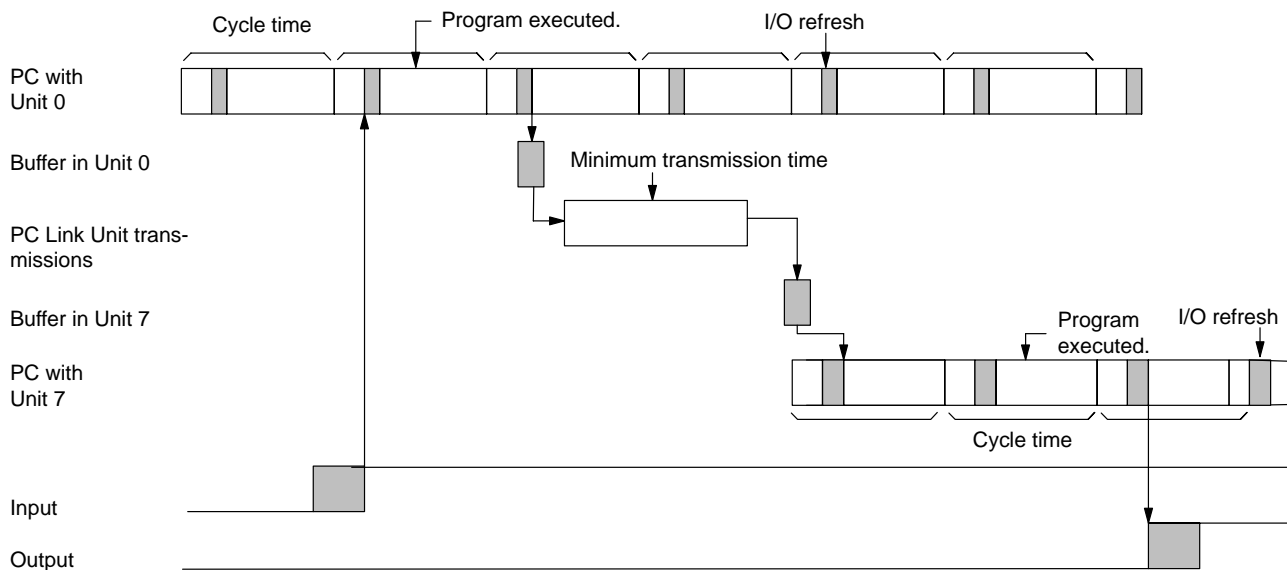 Cycle time
Program executed.
I/O refresh
PC with
Unit 0
Buffer in Unit 0
Minimum transmission time
PC Link Unit trans-
missions
Buffer in Unit 7
Program
executed.
I/O refresh
PC with
Unit 7
Cycle time
Input
Output